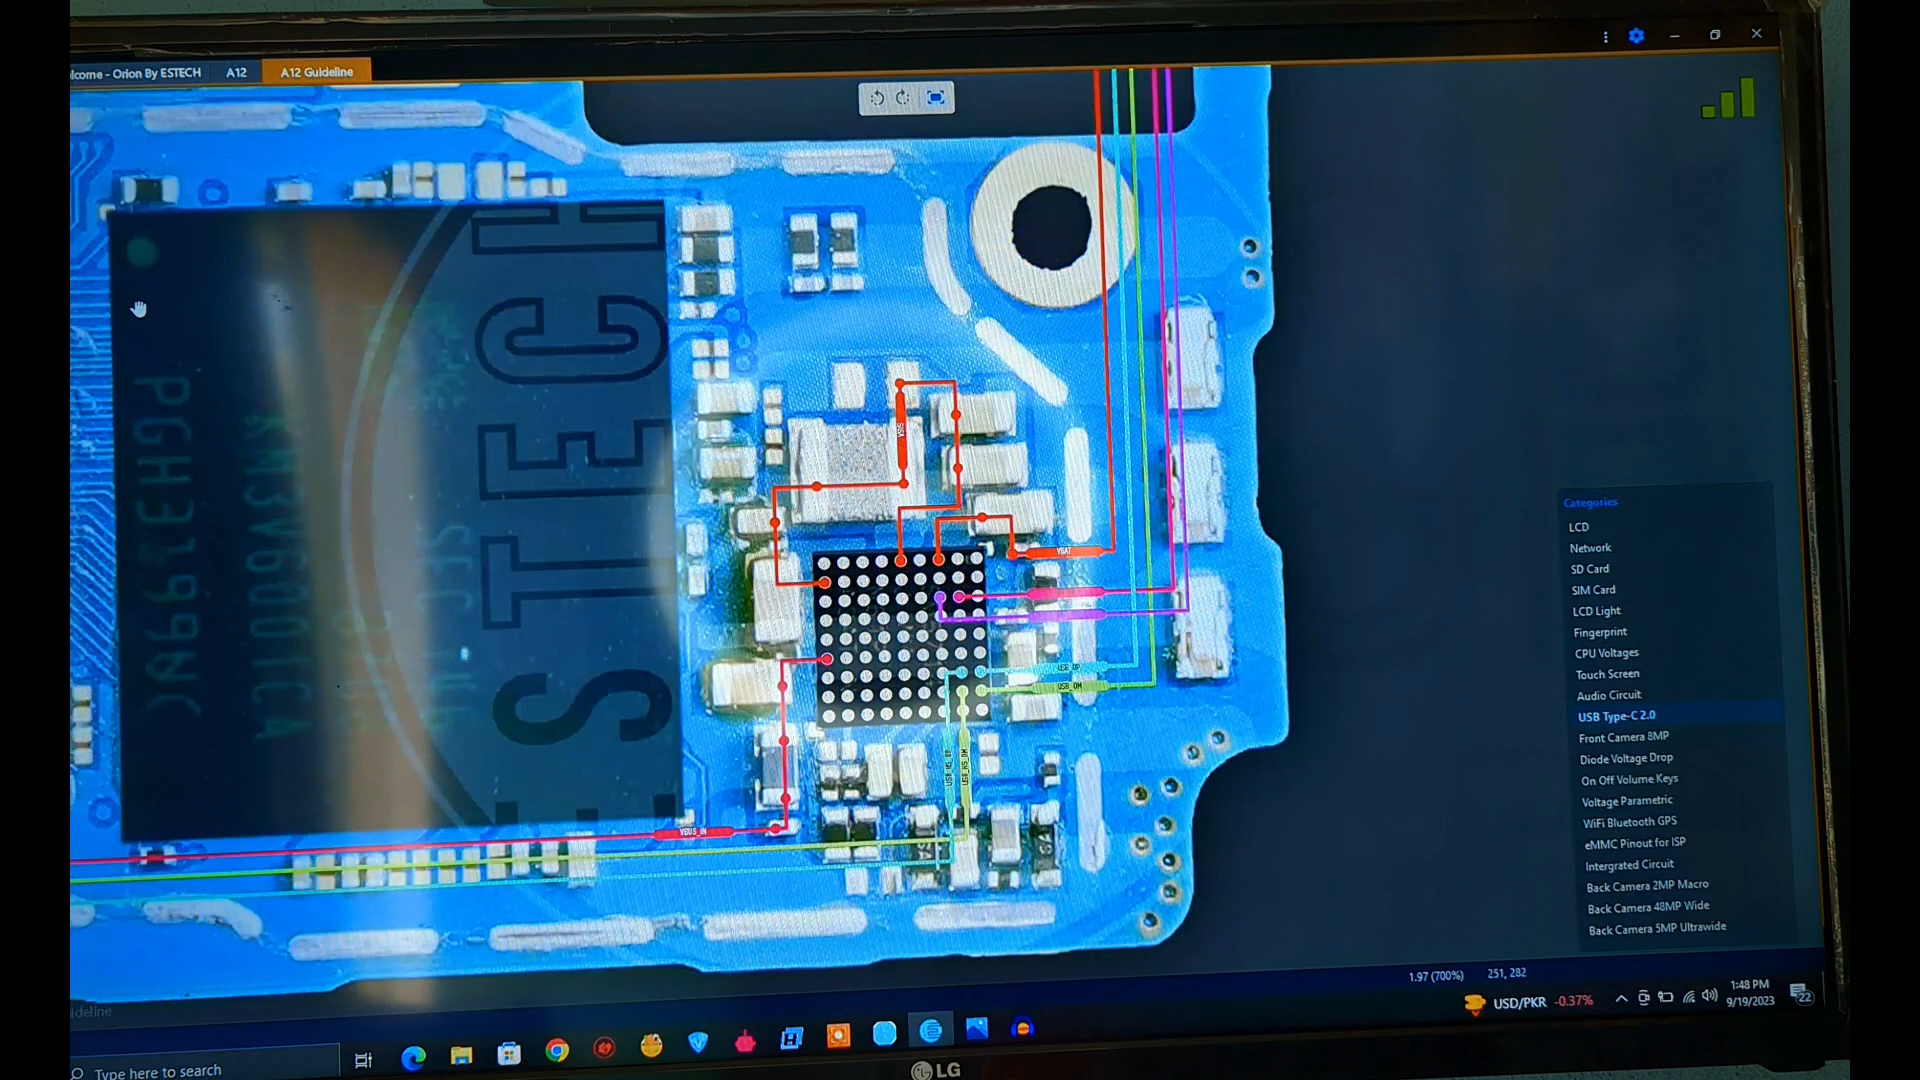 lcome - Orion By ESTECH
A12
A12 Guideline
ESTECH
VSYS
VBAT
USB_DP
USB_DM
VBUS_IN
Categories
LCD
Network
SD Card
SIM Card
LCD Light
Fingerprint
CPU Voltages
Touch Screen
Audio Circuit
USB Type-C 2.0
Front Camera 8MP
Diode Voltage Drop
On Off Volume Keys
Voltage Parametric
WiFi Bluetooth GPS
eMMC Pinout for ISP
Intergrated Circuit
Back Camera 2MP Macro
Back Camera 48MP Wide
Back Camera 5MP Ultrawide
1.97 (700%)
251, 282
ideline
USD/PKR -0.37%
1:48 PM
9/19/2023
22
Type here to search
LG